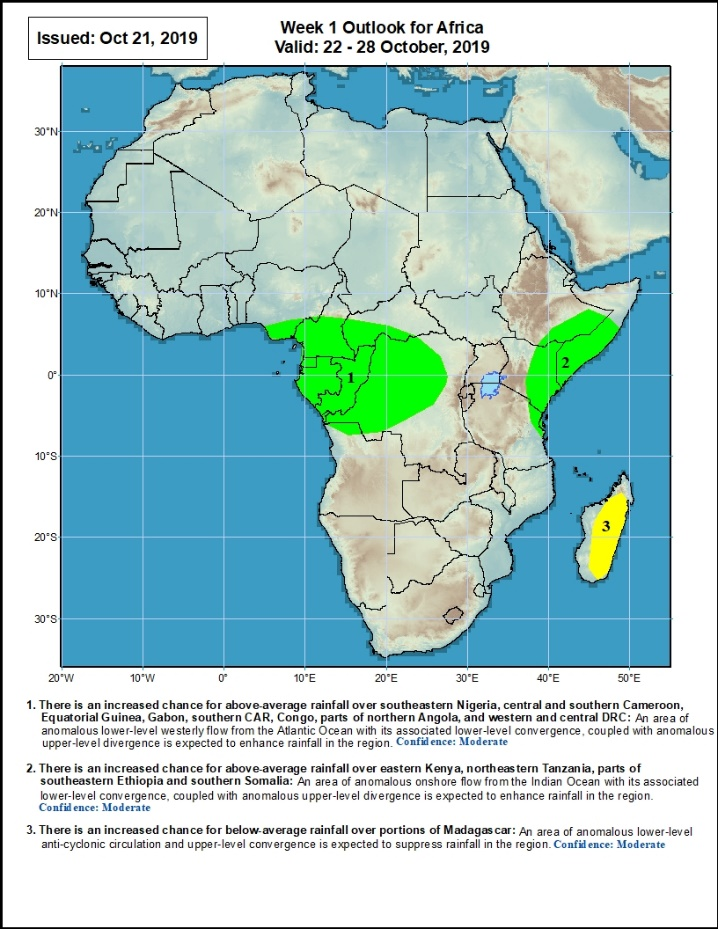 Issued: Oct 21, 2019
Week 1 Outlook for Africa
Valid: 22 - 28 October, 2019
30°N
20°N
10°N
0°
10°S
20°S
30°S
1
2
3
20°W
10°W
0°
10°E
20°E
30°E
40°E
50°E
1. There is an increased chance for above-average rainfall over southeastern Nigeria, central and southern Cameroon,
Equatorial Guinea, Gabon, southern CAR, Congo, parts of northern Angola, and western and central DRC: An area of
anomalous lower-level westerly flow from the Atlantic Ocean with its associated lower-level convergence, coupled with anomalous
upper-level divergence is expected to enhance rainfall in the region. Confidence: Moderate
2. There is an increased chance for above-average rainfall over eastern Kenya, northeastern Tanzania, parts of
southeastern Ethiopia and southern Somalia: An area of anomalous onshore flow from the Indian Ocean with its associated
lower-level convergence, coupled with anomalous upper-level divergence is expected to enhance rainfall in the region.
Confidence: Moderate
3. There is an increased chance for below-average rainfall over portions of Madagascar: An area of anomalous lower-level
anti-cyclonic circulation and upper-level convergence is expected to suppress rainfall in the region. Confidence: Moderate